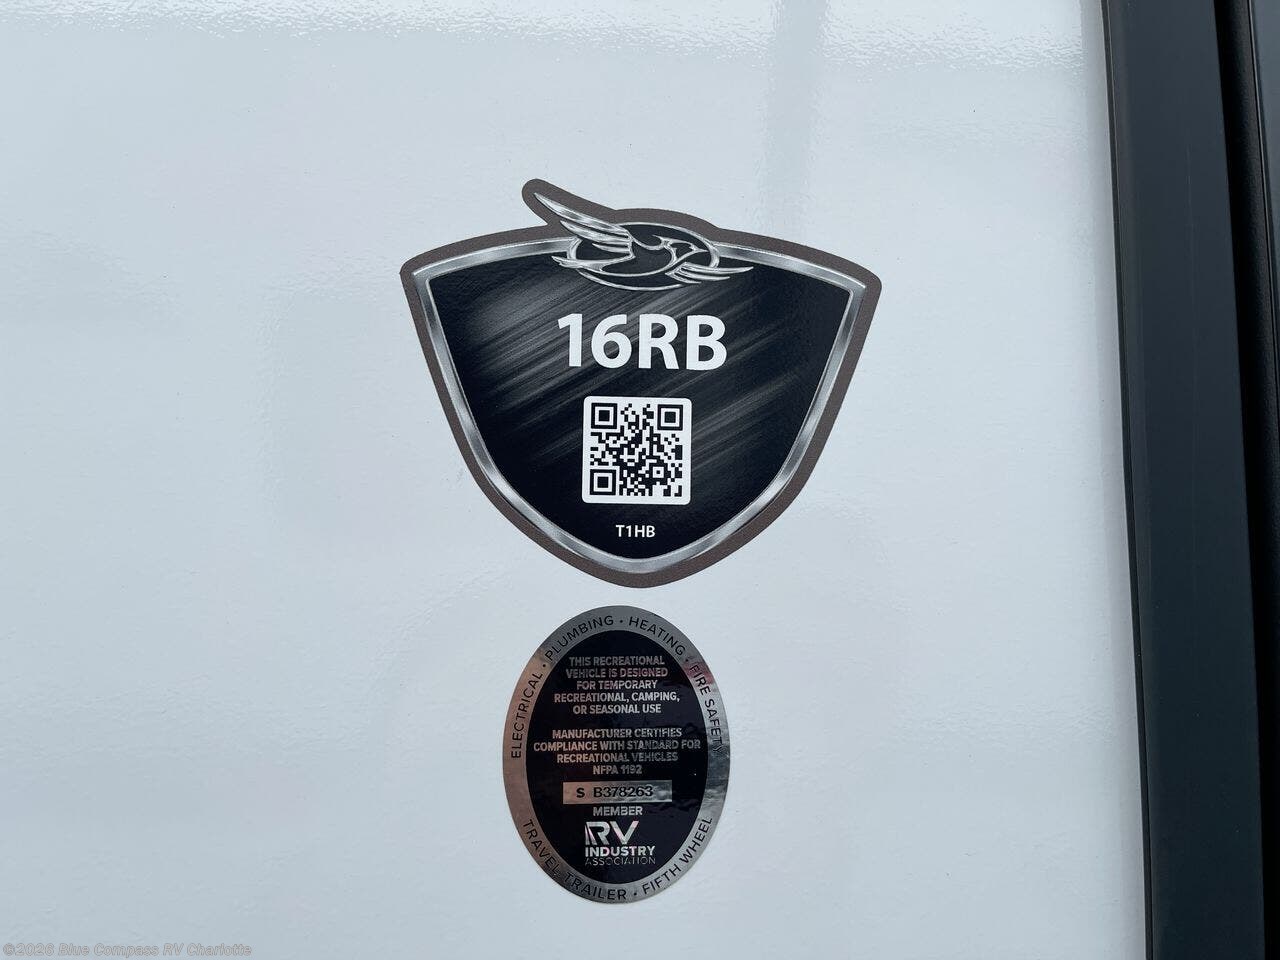 16RB
T1HB
ELECTRICAL · PLUMBING · HEATING · FIRE SAFETY
THIS RECREATIONAL
VEHICLE IS DESIGNED
FOR TEMPORARY
RECREATIONAL, CAMPING,
OR SEASONAL USE
MANUFACTURER CERTIFIES
COMPLIANCE WITH STANDARD FOR
RECREATIONAL VEHICLES
NFPA 1192
S B378263
MEMBER
RV
INDUSTRY
ASSOCIATION
TRAVEL TRAILER · FIFTH WHEEL
©2026 Blue Compass RV Charlotte